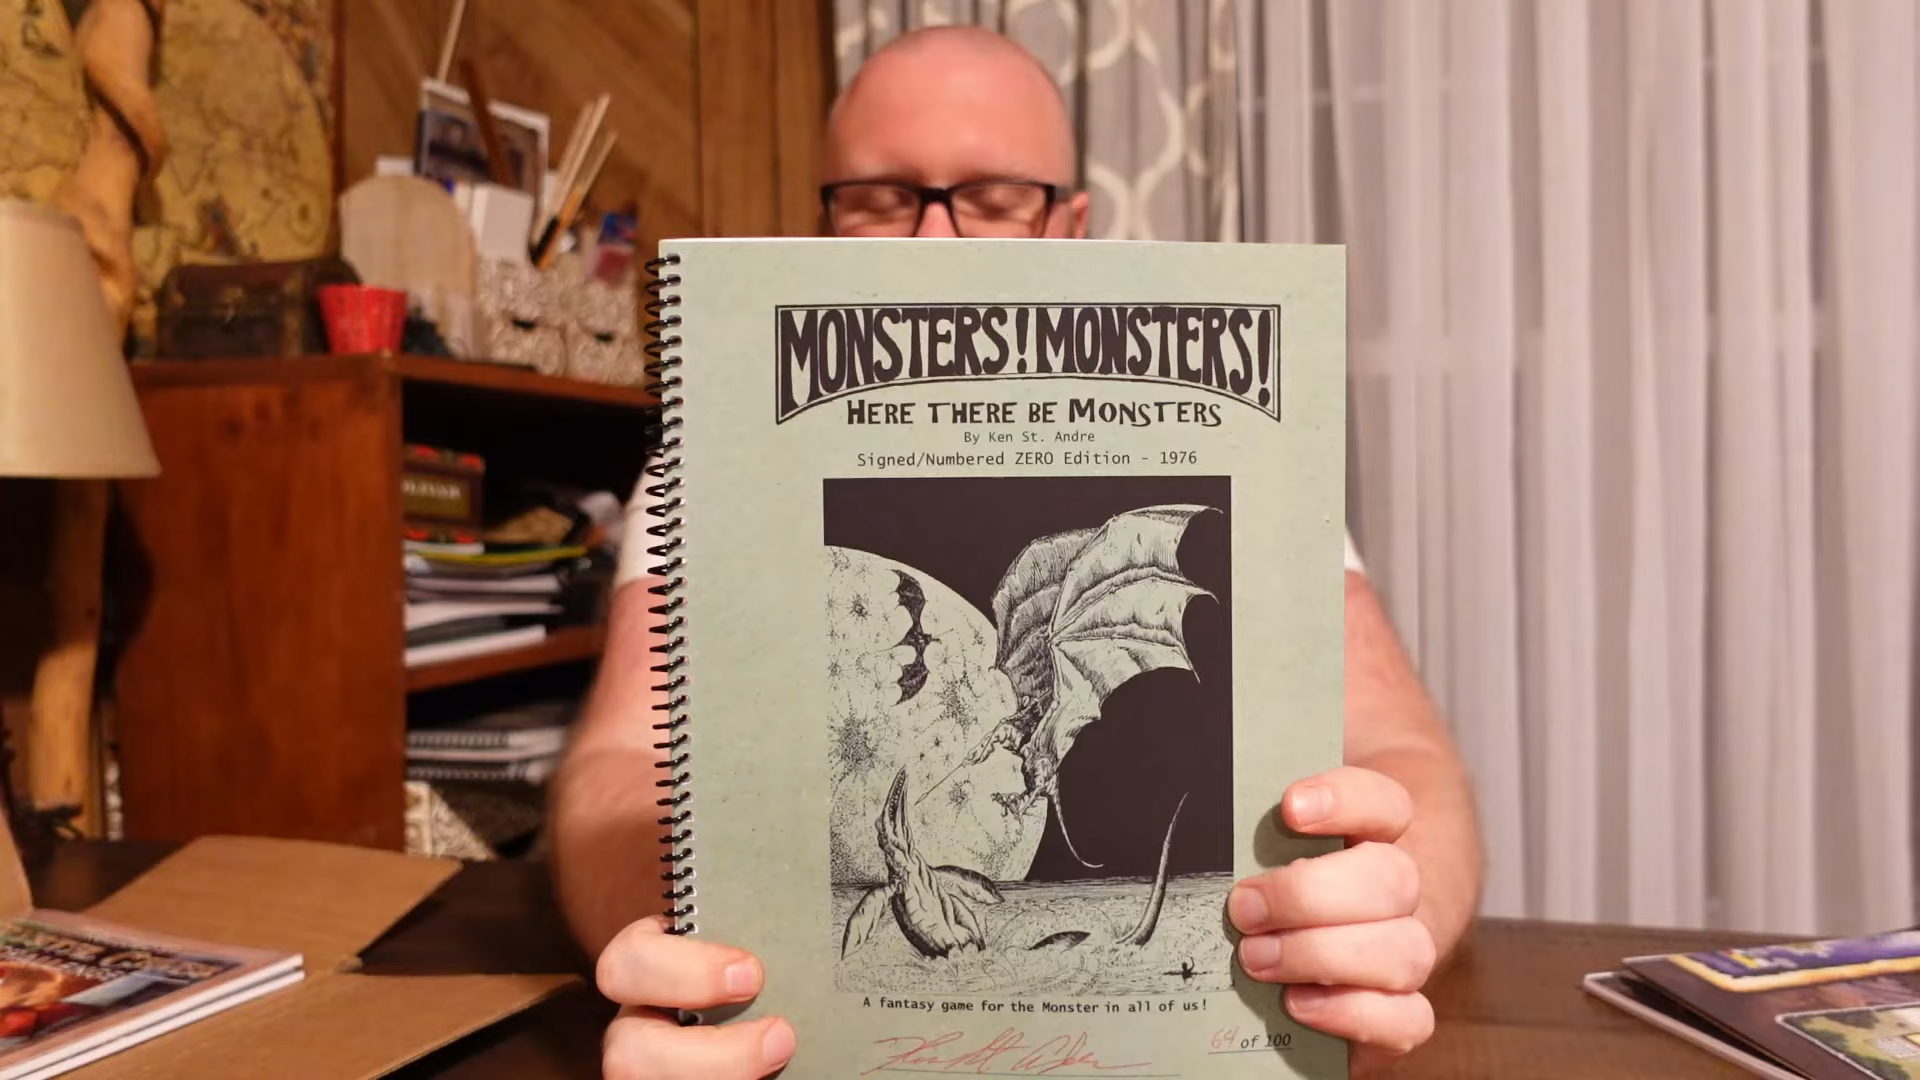 MONSTERS! MONSTERS!
HERE THERE BE MONSTERS
By Ken St. Andre
Signed/Numbered ZERO Edition - 1976
A fantasy game for the Monster in all of us!
64 of 100